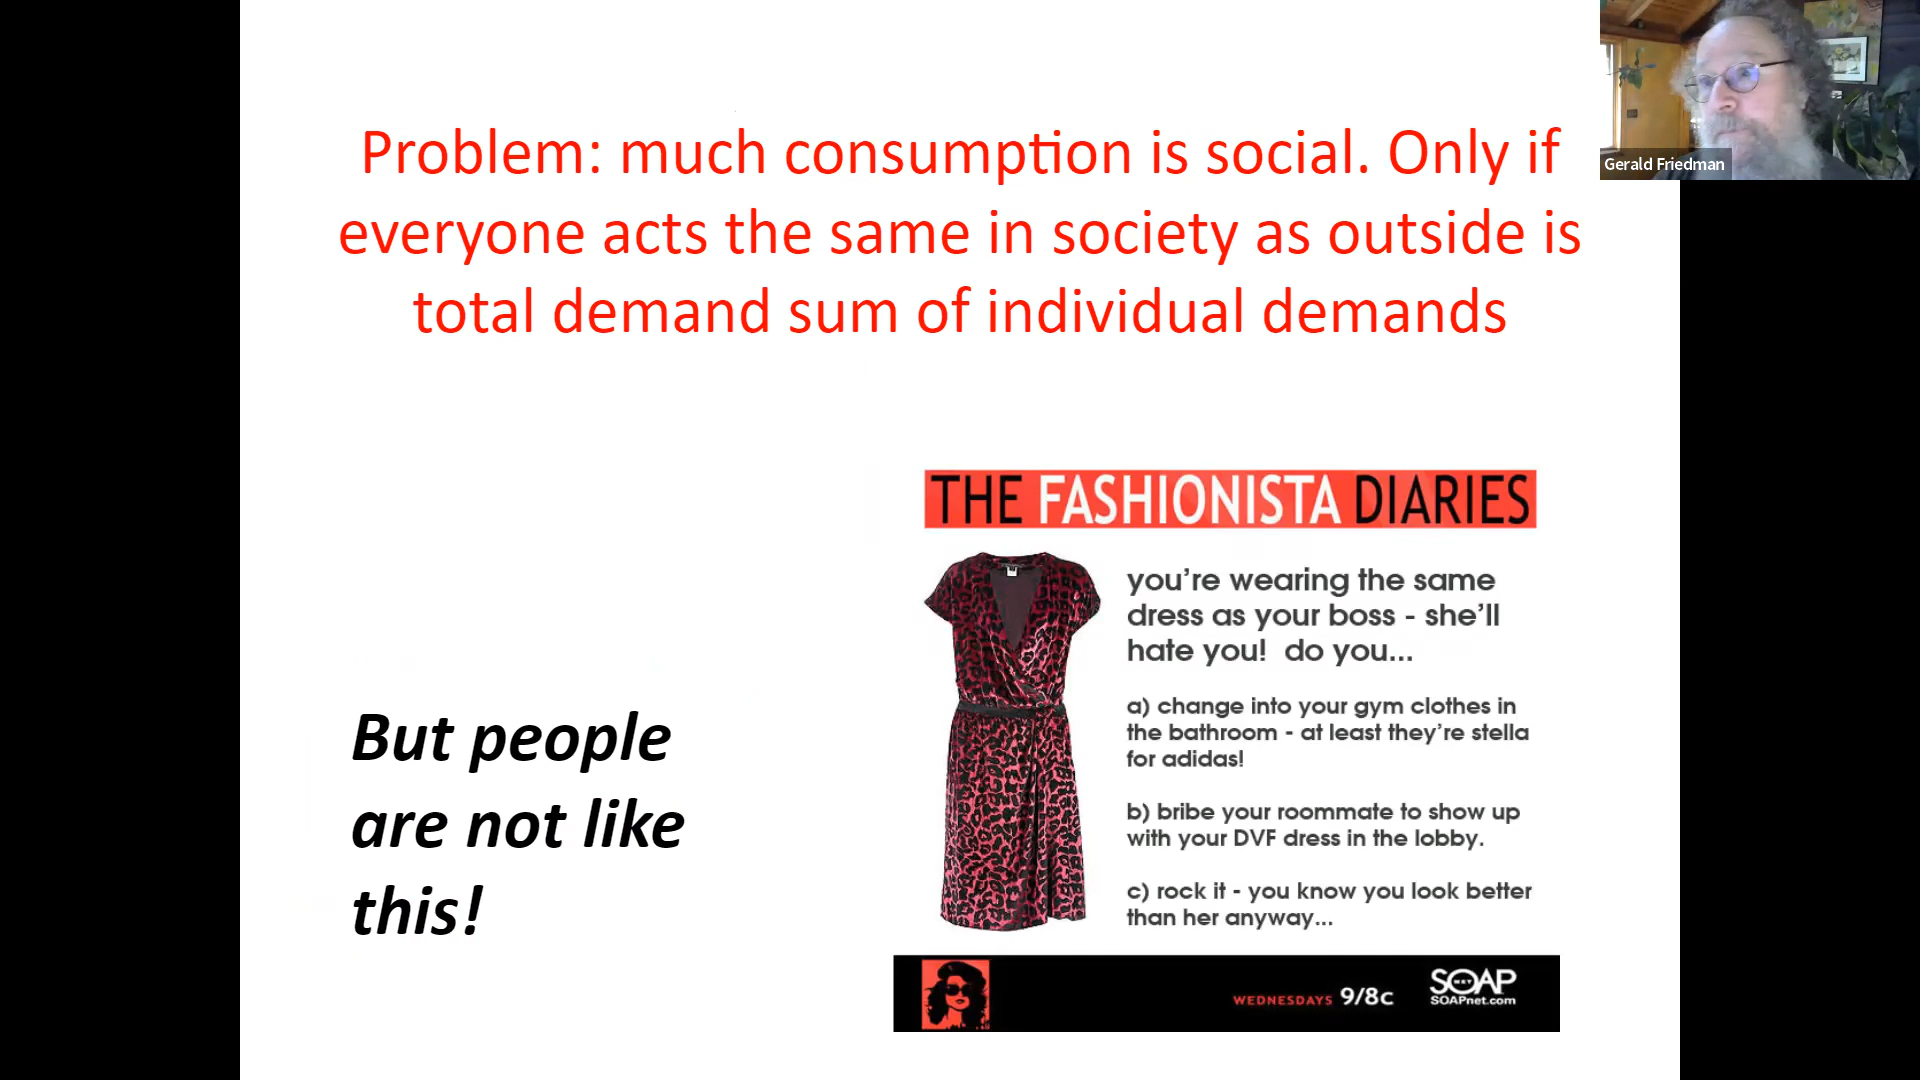 Problem: much consumption is social. Only if
everyone acts the same in society as outside is
total demand sum of individual demands
Gerald Friedman
THE FASHIONISTA DIARIES
you're wearing the same
dress as your boss - she'll
hate you! do you...
a) change into your gym clothes in
the bathroom - at least they're stella
for adidas!
b) bribe your roommate to show up
with your DVF dress in the lobby.
c) rock it - you know you look better
than her anyway...
But people
are not like
this!
WEDNESDAYS 9/8c
SOAP
SOAPnet.com